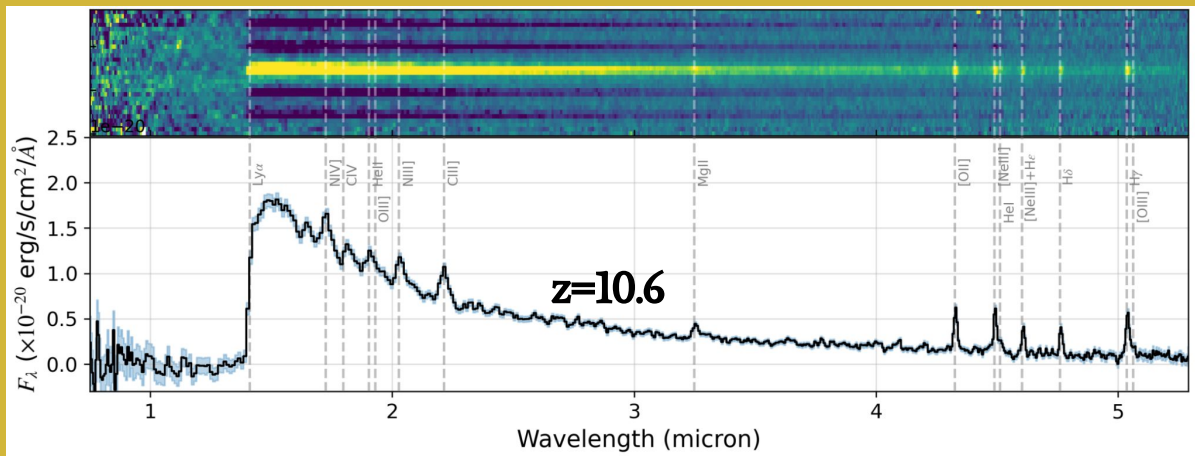 1e−20
2.5
2.0
1.5
1.0
0.5
0.0
F_λ (×10⁻²⁰ erg/s/cm²/Å)
Lyα
NIV]
CIV
HeII
OIII]
NIII]
CIII]
MgII
[OII]
[NeIII]
HeI
[NeIII]+Hε
Hδ
Hγ
[OIII]
z=10.6
1 2 3 4 5
Wavelength (micron)